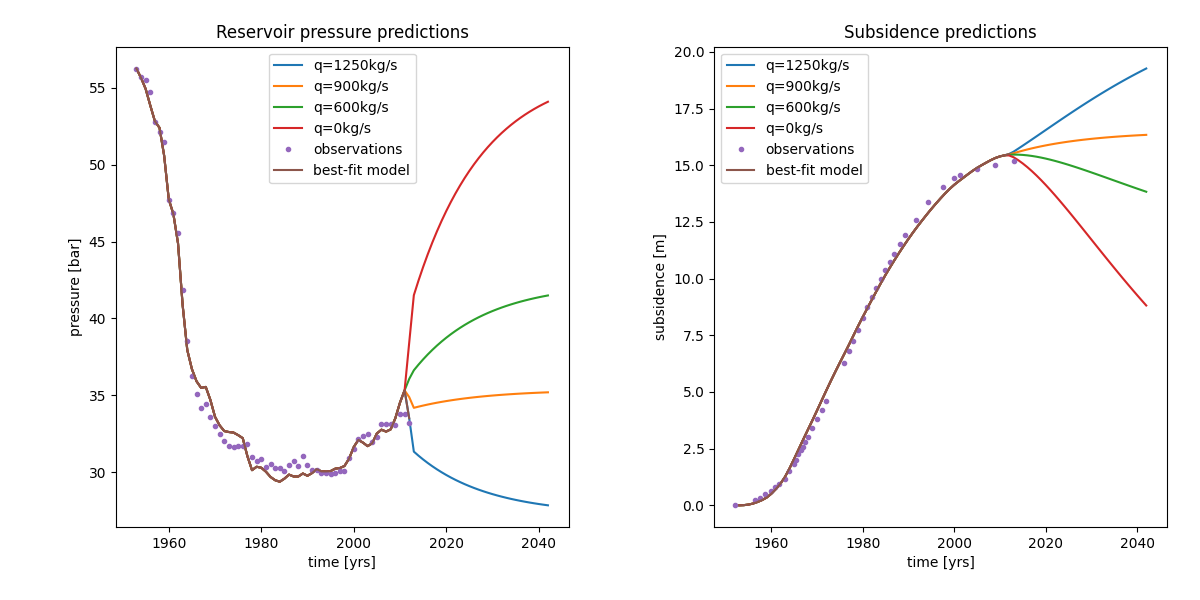 Reservoir pressure predictions
q=1250kg/s
q=900kg/s
q=600kg/s
q=0kg/s
observations
best-fit model
55
50
45
40
35
30
pressure [bar]
1960 1980 2000 2020 2040
time [yrs]
Subsidence predictions
q=1250kg/s
q=900kg/s
q=600kg/s
q=0kg/s
observations
best-fit model
20.0
17.5
15.0
12.5
10.0
7.5
5.0
2.5
0.0
subsidence [m]
1960 1980 2000 2020 2040
time [yrs]